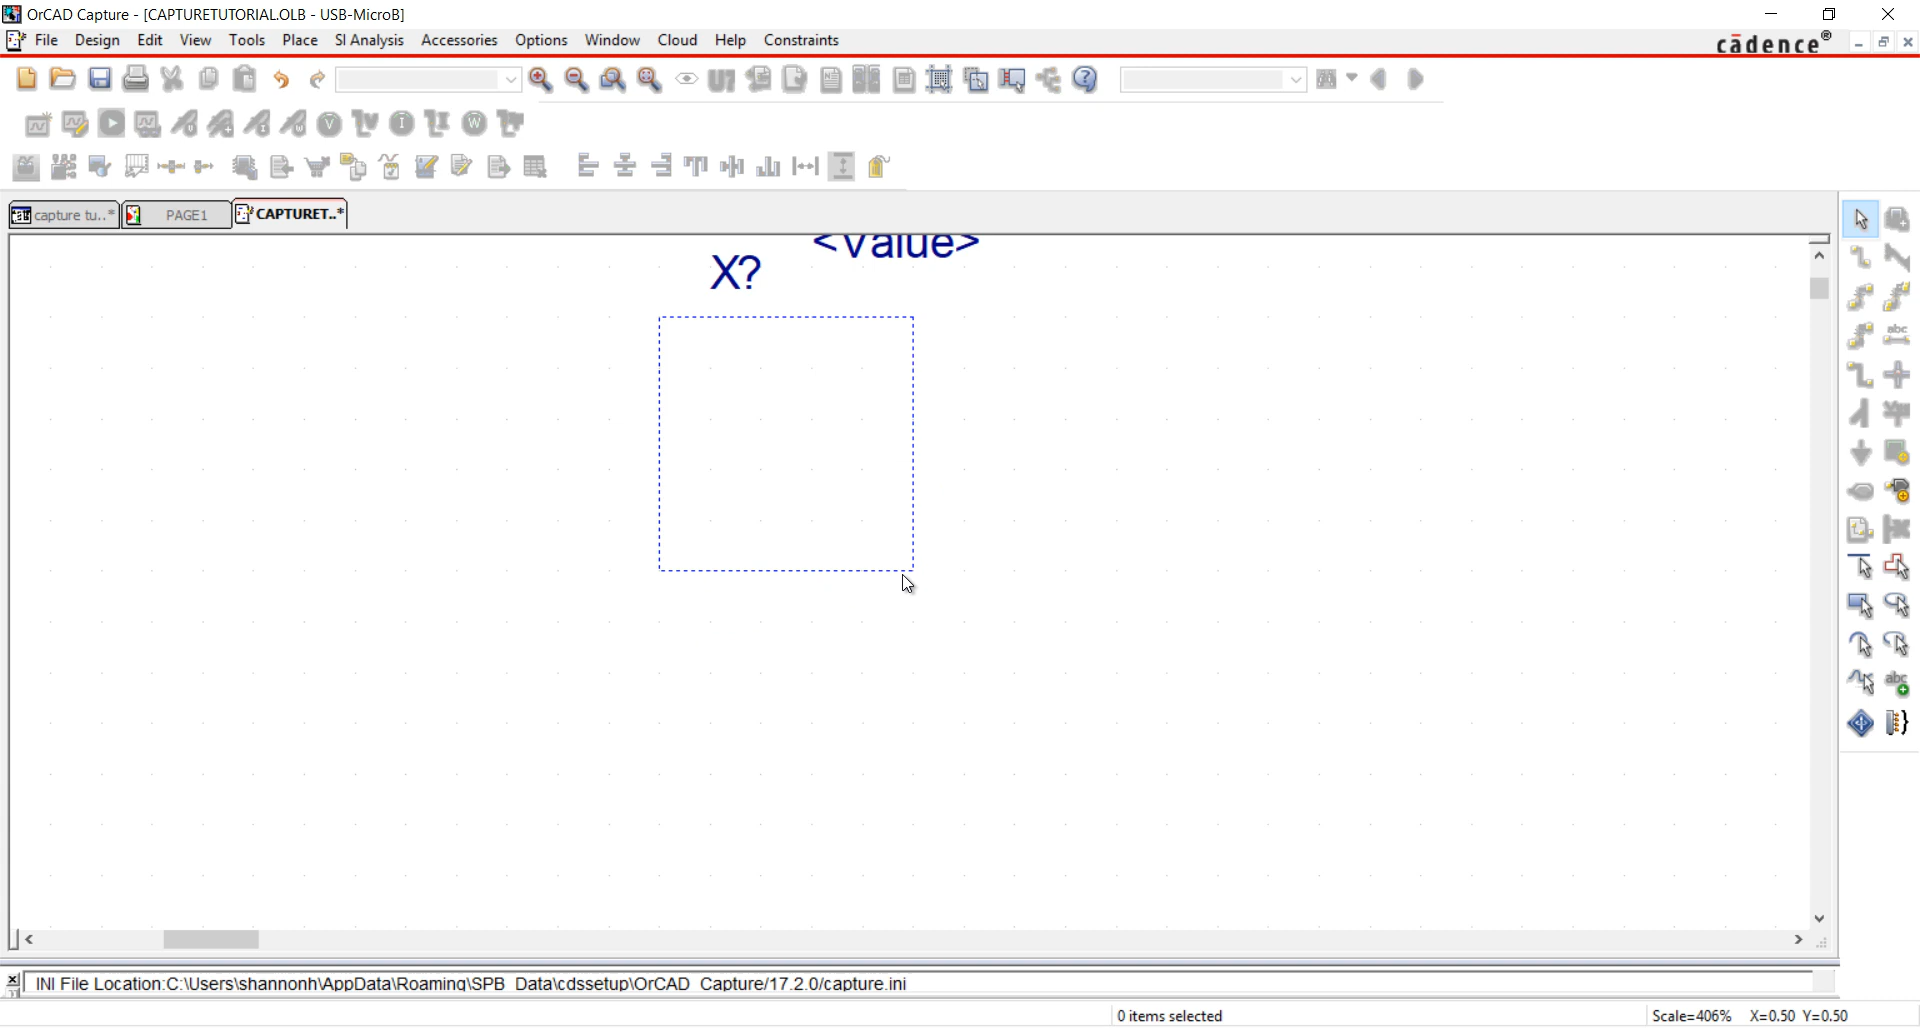 OrCAD Capture - [CAPTURETUTORIAL.OLB - USB-MicroB]
File Design Edit View Tools Place SI Analysis Accessories Options Window Cloud Help Constraints
cādence®
U?
V I W
capture tu..* PAGE1 CAPTURET..*
<Value>
X?
abc
abc
INI File Location:C:\Users\shannonh\AppData\Roaming\SPB_Data\cdssetup\OrCAD_Capture/17.2.0/capture.ini
0 items selected
Scale=406% X=0.50 Y=0.50